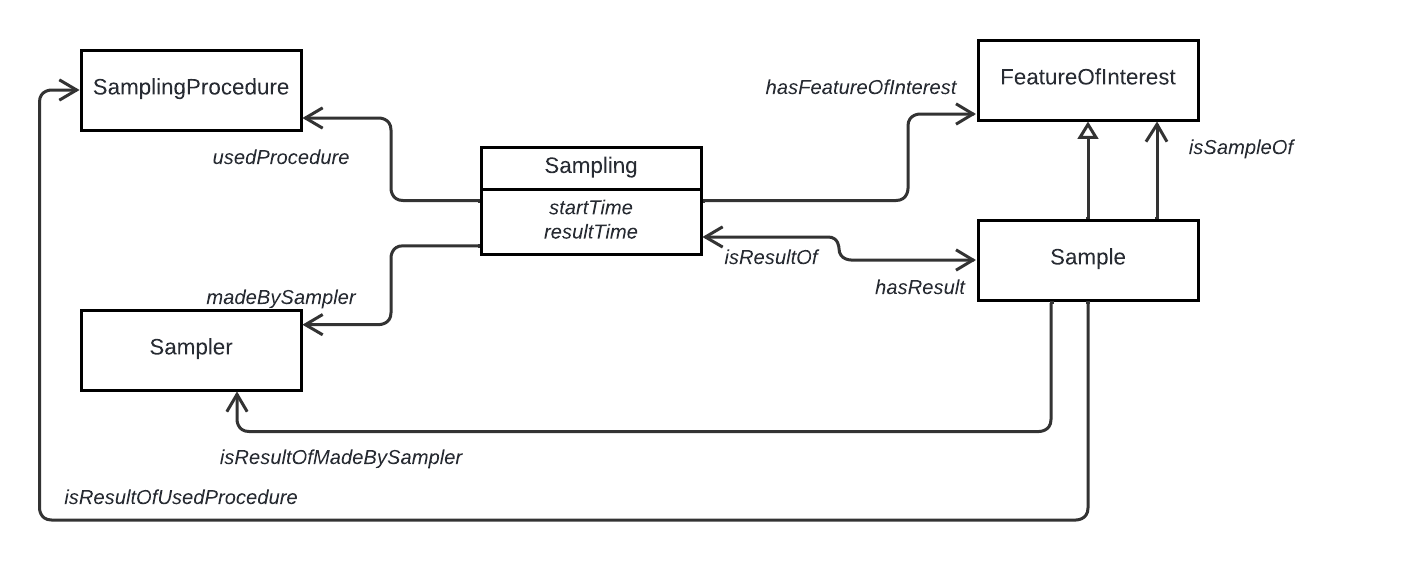 FeatureOfInterest
SamplingProcedure
hasFeatureOfInterest
usedProcedure
Sampling
isSampleOf
startTime
resultTime
isResultOf
Sample
hasResult
madeBySampler
Sampler
isResultOfMadeBySampler
isResultOfUsedProcedure